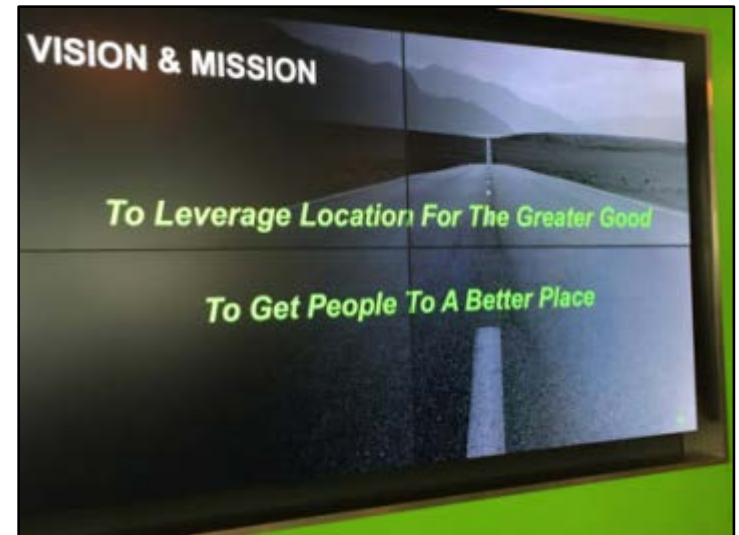 VISION & MISSION
To Leverage Location For The Greater Good
To Get People To A Better Place